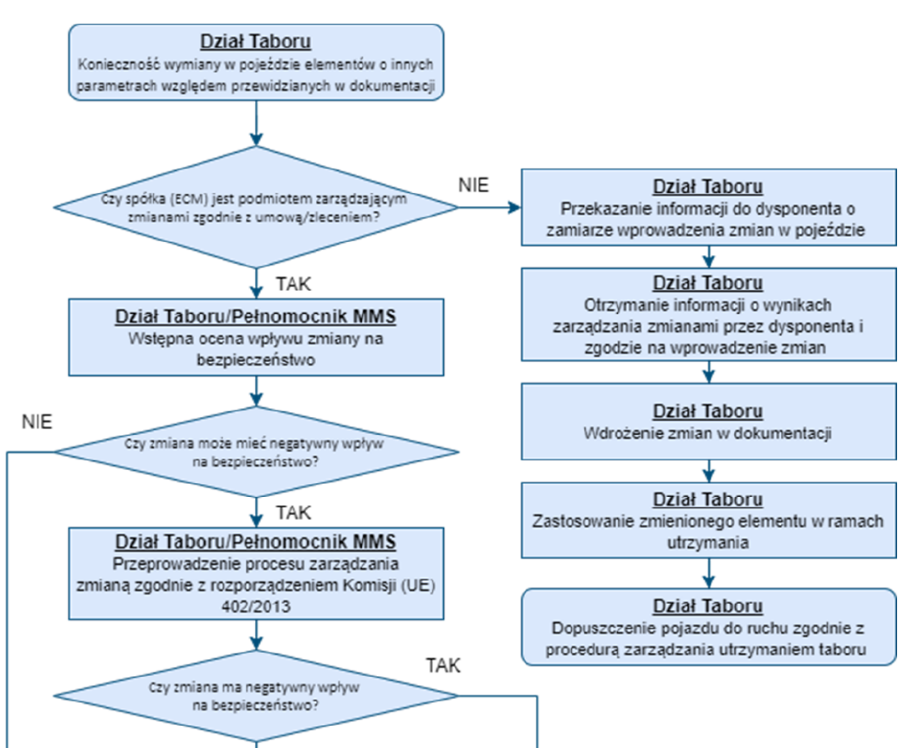 Dział Taboru
Konieczność wymiany w pojeździe elementów o innych
parametrach względem przewidzianych w dokumentacji
Czy spółka (ECM) jest podmiotem zarządzającym
zmianami zgodnie z umową/zleceniem?
NIE
TAK
Dział Taboru/Pełnomocnik MMS
Wstępna ocena wpływu zmiany na
bezpieczeństwo
NIE
Czy zmiana może mieć negatywny wpływ
na bezpieczeństwo?
TAK
Dział Taboru/Pełnomocnik MMS
Przeprowadzenie procesu zarządzania
zmianą zgodnie z rozporządzeniem Komisji (UE)
402/2013
TAK
Czy zmiana ma negatywny wpływ
na bezpieczeństwo?
Dział Taboru
Przekazanie informacji do dysponenta o
zamiarze wprowadzenia zmian w pojeździe
Dział Taboru
Otrzymanie informacji o wynikach
zarządzania zmianami przez dysponenta i
zgodzie na wprowadzenie zmian
Dział Taboru
Wdrożenie zmian w dokumentacji
Dział Taboru
Zastosowanie zmienionego elementu w ramach
utrzymania
Dział Taboru
Dopuszczenie pojazdu do ruchu zgodnie z
procedurą zarządzania utrzymaniem taboru